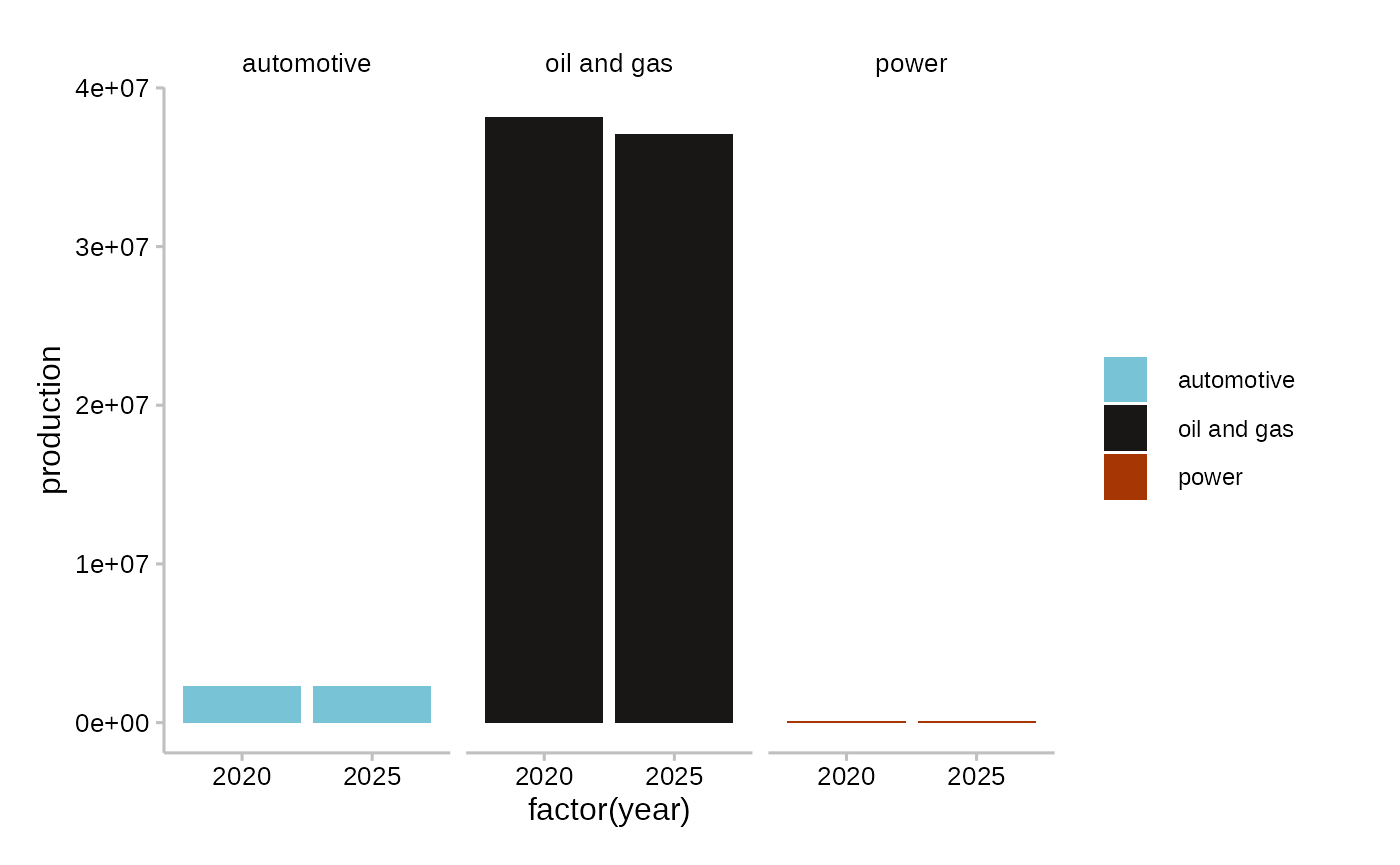 automotive
oil and gas
power
4e+07
3e+07
2e+07
1e+07
0e+00
production
2020
2025
2020
2025
2020
2025
factor(year)
automotive
oil and gas
power